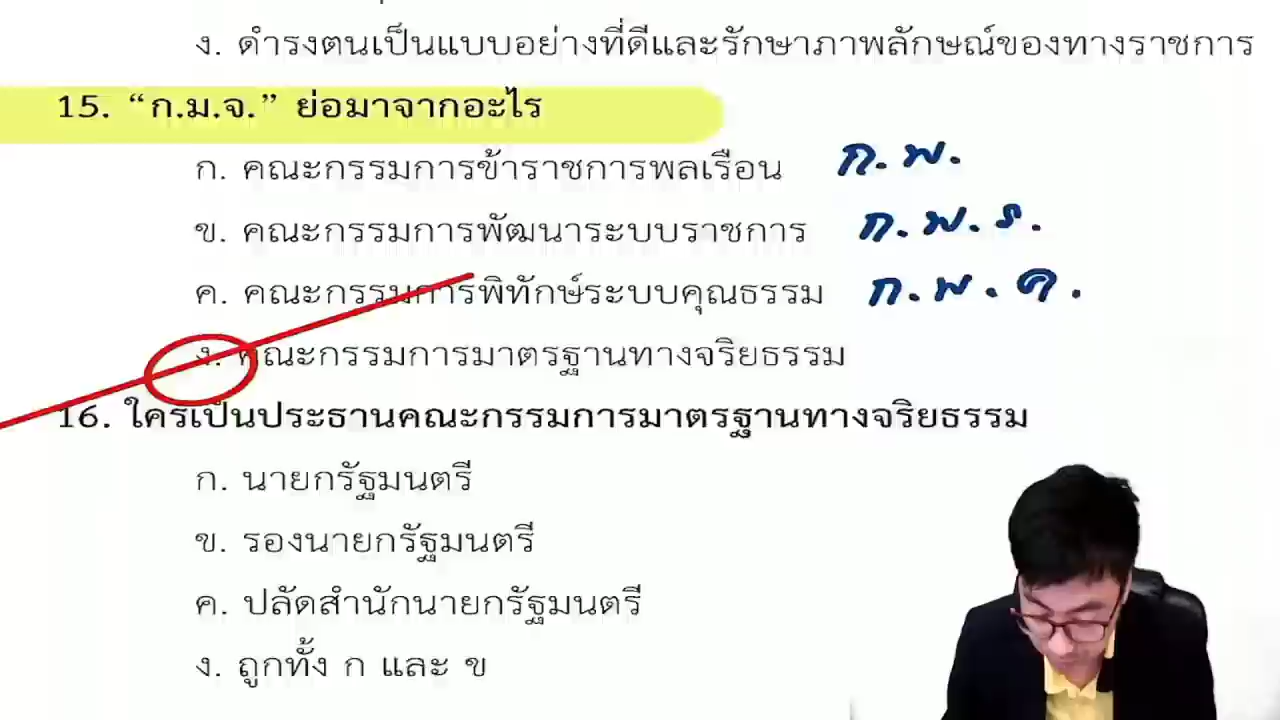 ง. ดำรงตนเป็นแบบอย่างที่ดีและรักษาภาพลักษณ์ของทางราชการ
15. “ก.ม.จ.” ย่อมาจากอะไร
ก. คณะกรรมการข้าราชการพลเรือน ก.พ.
ข. คณะกรรมการพัฒนาระบบราชการ ก.พ.ร.
ค. คณะกรรมการพิทักษ์ระบบคุณธรรม ก.พ.ค.
ง. คณะกรรมการมาตรฐานทางจริยธรรม
16. ใครเป็นประธานคณะกรรมการมาตรฐานทางจริยธรรม
ก. นายกรัฐมนตรี
ข. รองนายกรัฐมนตรี
ค. ปลัดสำนักนายกรัฐมนตรี
ง. ถูกทั้ง ก และ ข